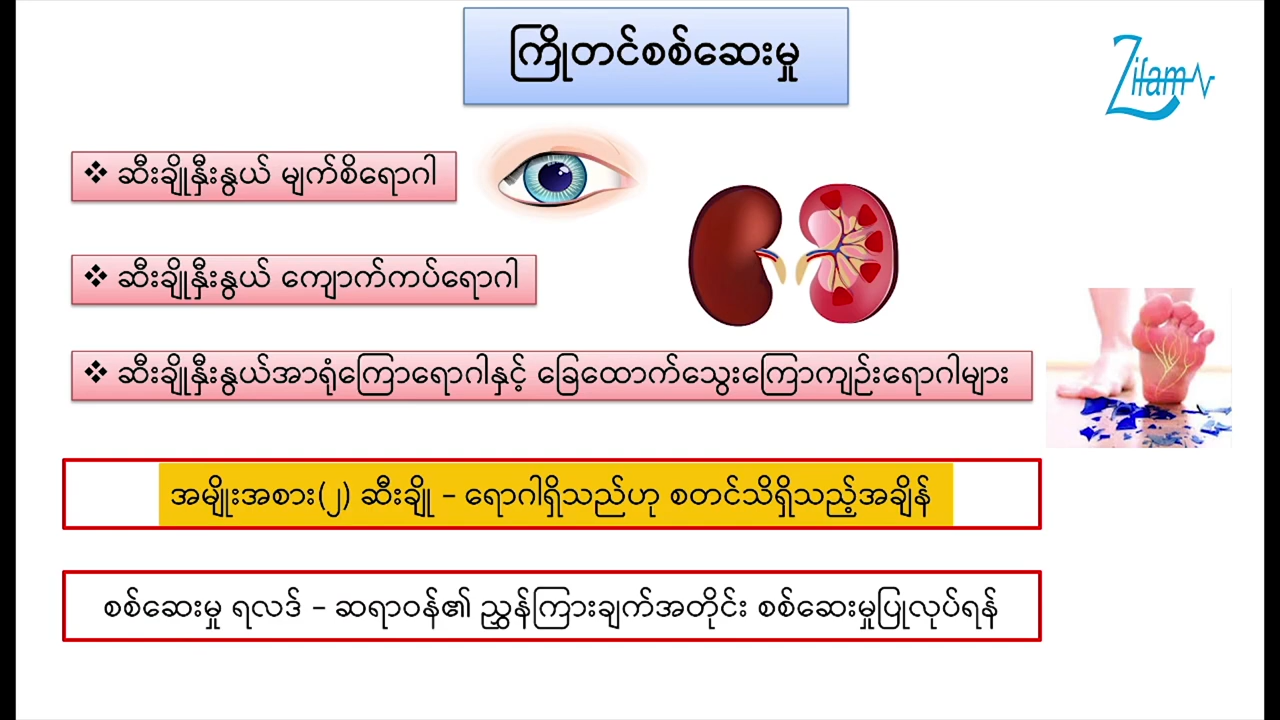 ကြိုတင်စစ်ဆေးမှု
Zifam
❖ ဆီးချိုနှီးနွယ် မျက်စိရောဂါ
❖ ဆီးချိုနှီးနွယ် ကျောက်ကပ်ရောဂါ
❖ ဆီးချိုနှီးနွယ်အာရုံကြောရောဂါနှင့် ခြေထောက်သွေးကြောကျဉ်းရောဂါများ
အမျိုးအစား(၂) ဆီးချို – ရောဂါရှိသည်ဟု စတင်သိရှိသည့်အချိန်
စစ်ဆေးမှု ရလဒ် – ဆရာဝန်၏ ညွှန်ကြားချက်အတိုင်း စစ်ဆေးမှုပြုလုပ်ရန်